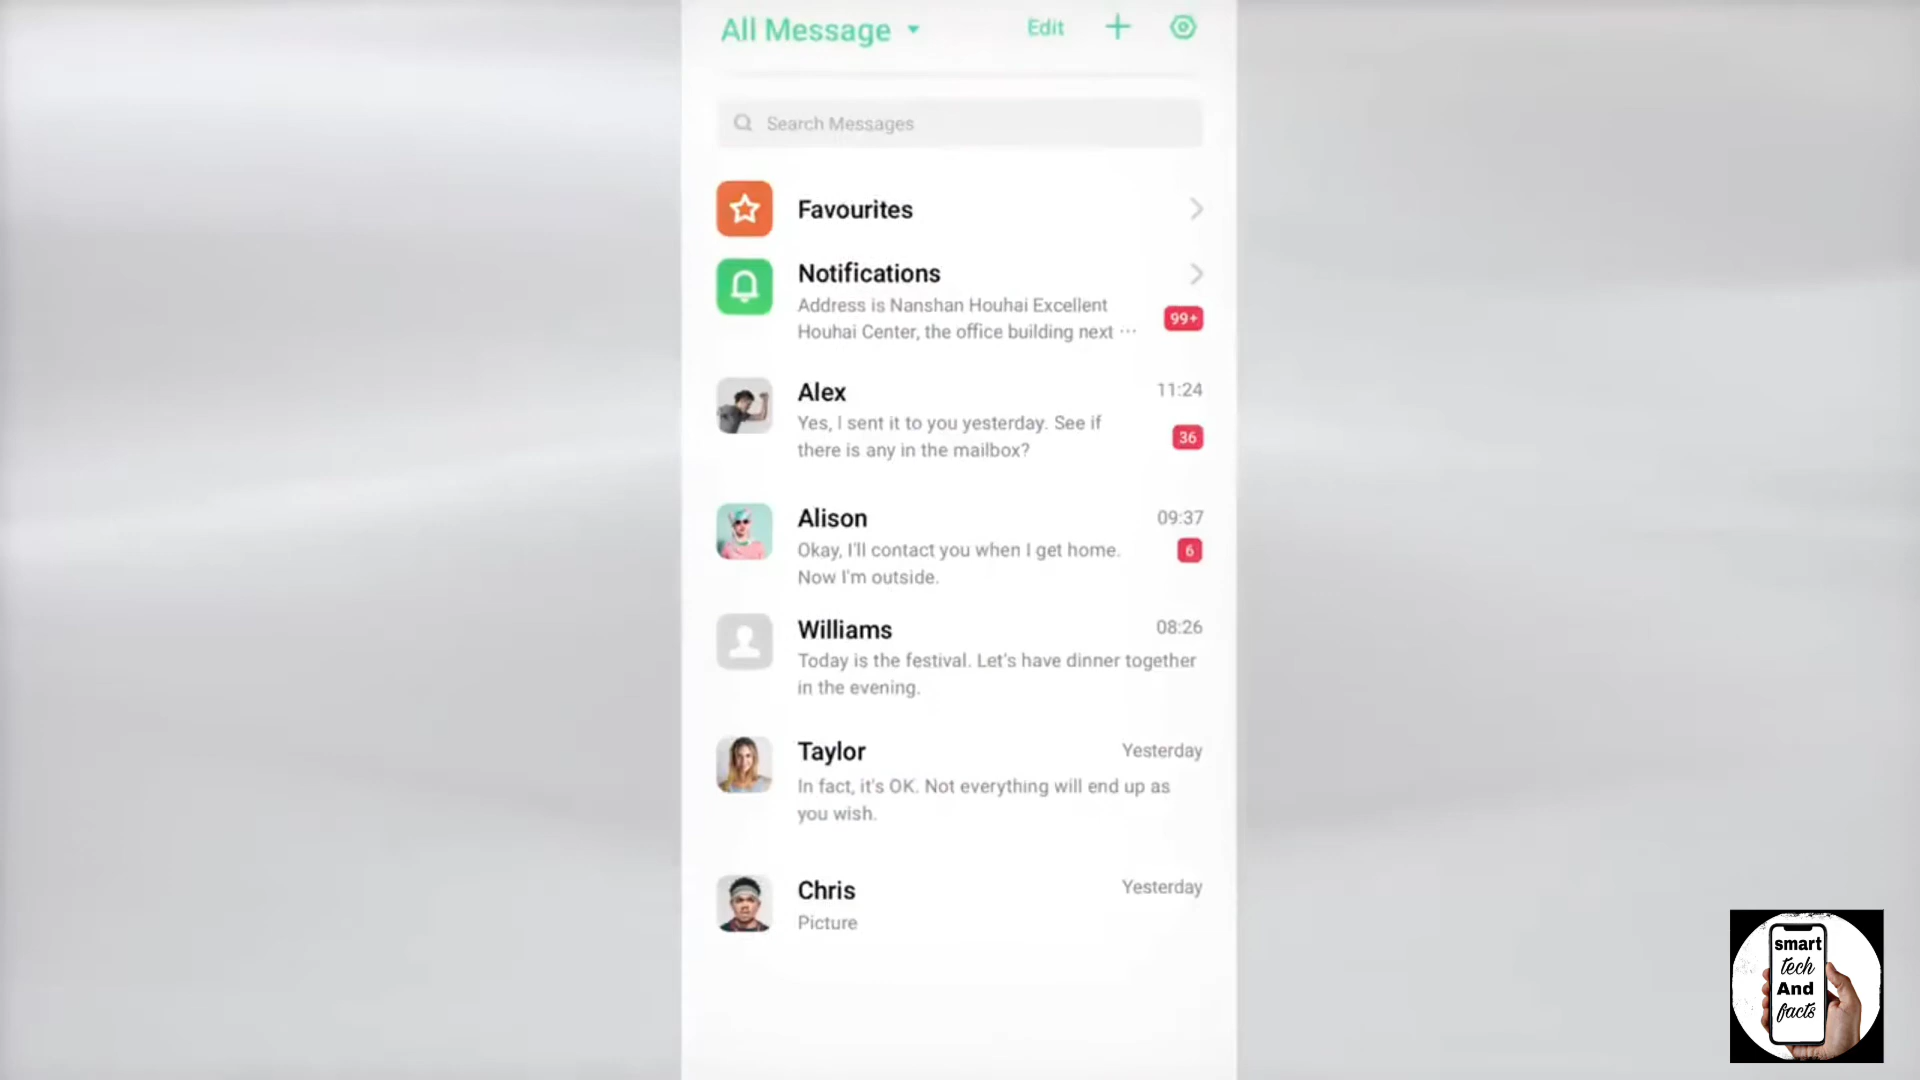 All Message
Edit
Search Messages
Favourites
Notifications
Address is Nanshan Houhai Excellent
Houhai Center, the office building next ...
99+
Alex
11:24
Yes, I sent it to you yesterday. See if
there is any in the mailbox?
36
Alison
09:37
Okay, I'll contact you when I get home.
Now I'm outside.
6
Williams
08:26
Today is the festival. Let's have dinner together
in the evening.
Taylor
Yesterday
In fact, it's OK. Not everything will end up as
you wish.
Chris
Yesterday
Picture
smart
tech
And
facts